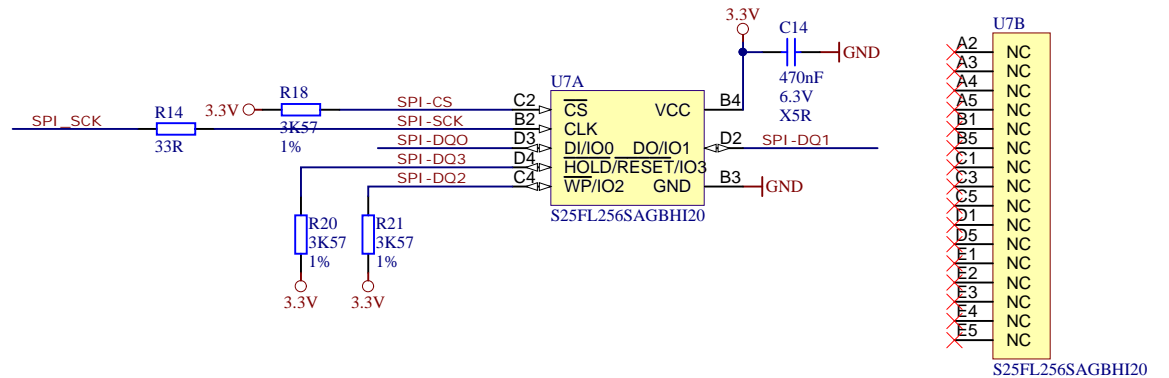 3.3V
C14
GND
470nF
6.3V
X5R
U7A
R18
3.3V
3K57
1%
SPI-CS
C2
CS
VCC
B4
SPI_SCK
R14
33R
SPI-SCK
B2
CLK
SPI-DQ0
D3
DI/IO0
DO/IO1
D2
SPI-DQ1
SPI-DQ3
D4
HOLD/RESET/IO3
SPI-DQ2
C4
WP/IO2
GND
B3
GND
S25FL256SAGBHI20
R20
3K57
1%
3.3V
R21
3K57
1%
3.3V
U7B
A2 NC
A3 NC
A4 NC
A5 NC
B1 NC
B5 NC
C1 NC
C3 NC
C5 NC
D1 NC
D5 NC
E1 NC
E2 NC
E3 NC
E4 NC
E5 NC
S25FL256SAGBHI20